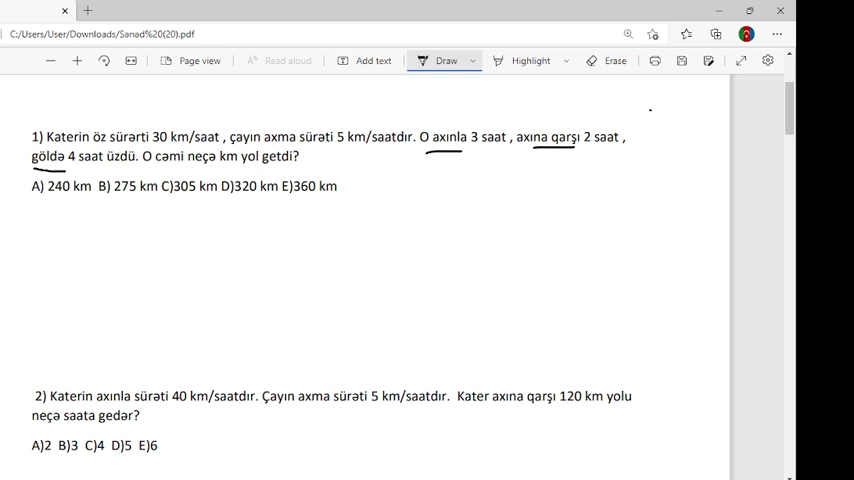 C:/Users/User/Downloads/Sənəd%20(20).pdf
Page view
Read aloud
Add text
Draw
Highlight
Erase
1) Katerin öz sürərti 30 km/saat , çayın axma sürəti 5 km/saatdır. O axınla 3 saat , axına qarşı 2 saat ,
göldə 4 saat üzdü. O cəmi neçə km yol getdi?
A) 240 km B) 275 km C)305 km D)320 km E)360 km
2) Katerin axınla sürəti 40 km/saatdır. Çayın axma sürəti 5 km/saatdır. Kater axına qarşı 120 km yolu
neçə saata gedər?
A)2 B)3 C)4 D)5 E)6